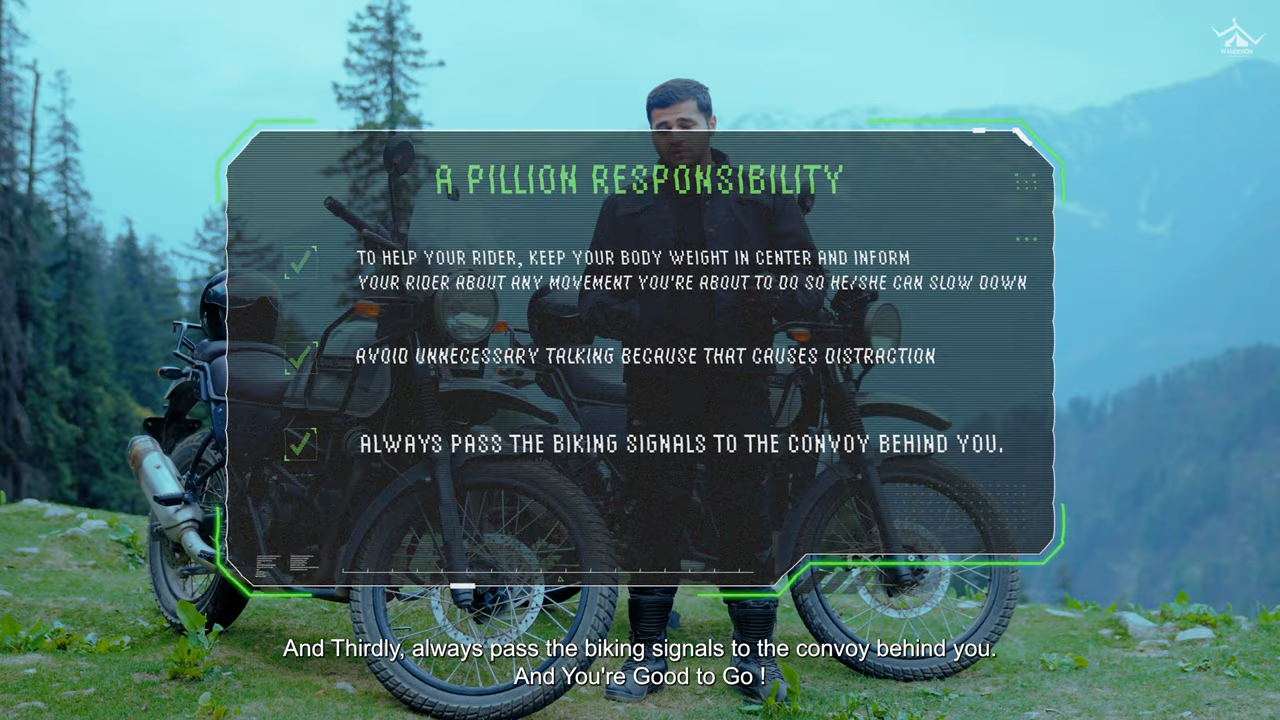 WANDERON
A PILLION RESPONSIBILITY
TO HELP YOUR RIDER, KEEP YOUR BODY WEIGHT IN CENTER AND INFORM
YOUR RIDER ABOUT ANY MOVEMENT YOU'RE ABOUT TO DO SO HE/SHE CAN SLOW DOWN
AVOID UNNECESSARY TALKING BECAUSE THAT CAUSES DISTRACTION
ALWAYS PASS THE BIKING SIGNALS TO THE CONVOY BEHIND YOU.
And Thirdly, always pass the biking signals to the convoy behind you.
And You're Good to Go !